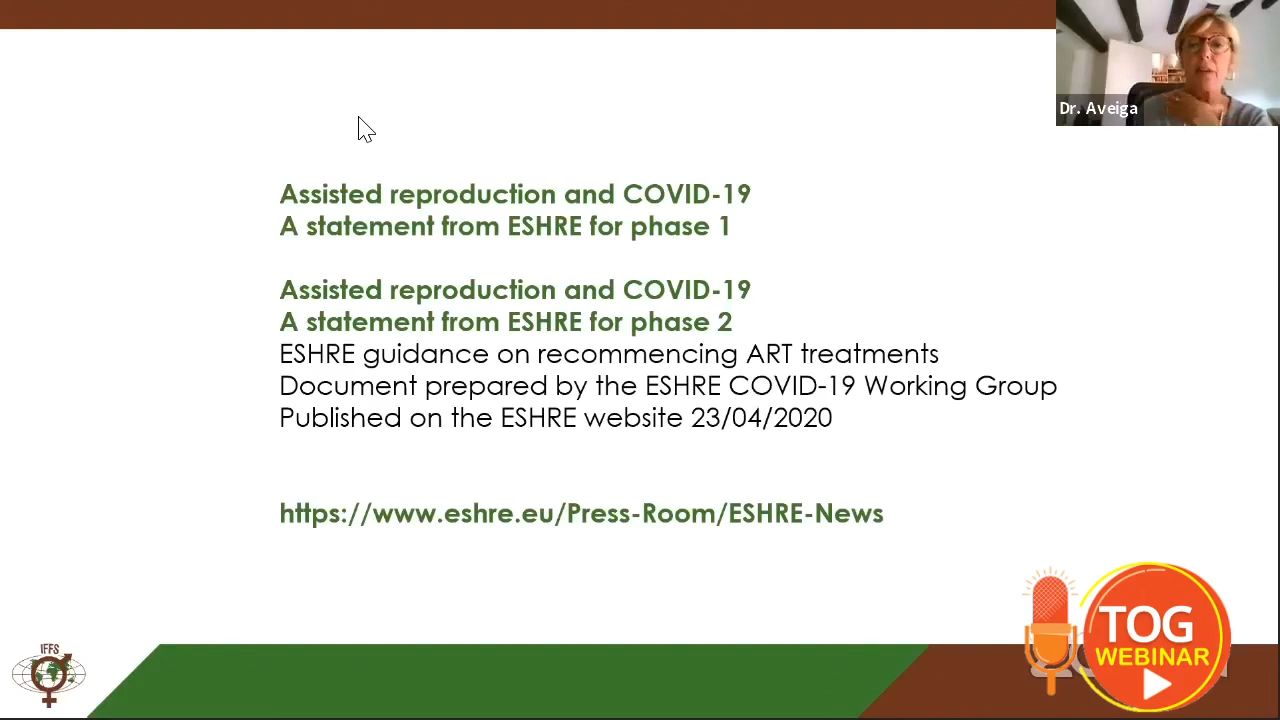 Dr. Aveiga
Assisted reproduction and COVID-19
A statement from ESHRE for phase 1
Assisted reproduction and COVID-19
A statement from ESHRE for phase 2
ESHRE guidance on recommencing ART treatments
Document prepared by the ESHRE COVID-19 Working Group
Published on the ESHRE website 23/04/2020
https://www.eshre.eu/Press-Room/ESHRE-News
IFFS
TOG
WEBINAR